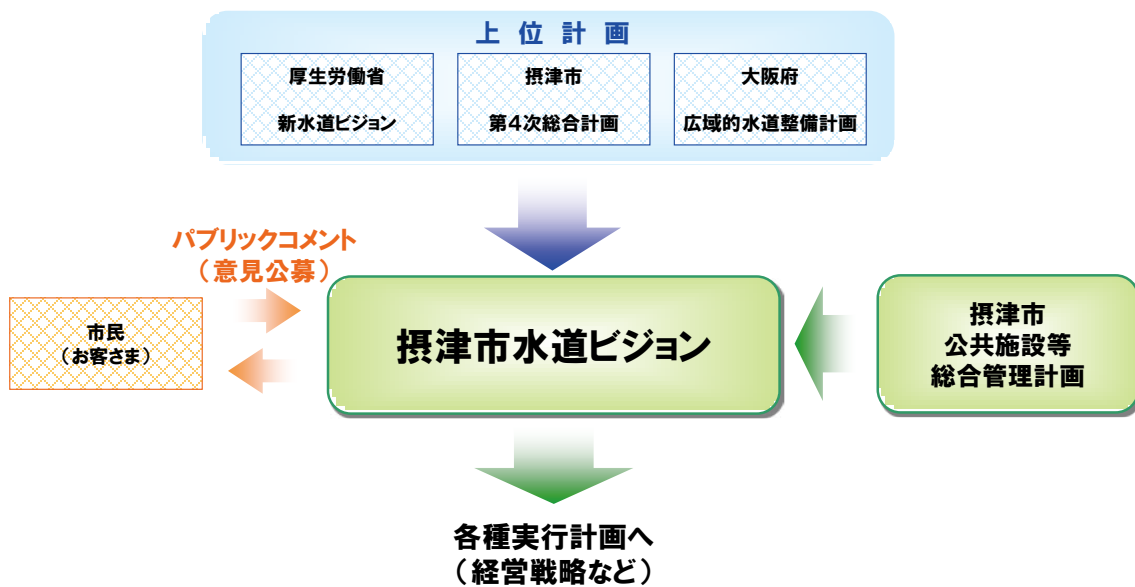 上位計画
厚生労働省
新水道ビジョン
摂津市
第4次総合計画
大阪府
広域的水道整備計画
パブリックコメント
（意見公募）
市民
（お客さま）
摂津市水道ビジョン
摂津市
公共施設等
総合管理計画
各種実行計画へ
（経営戦略など）